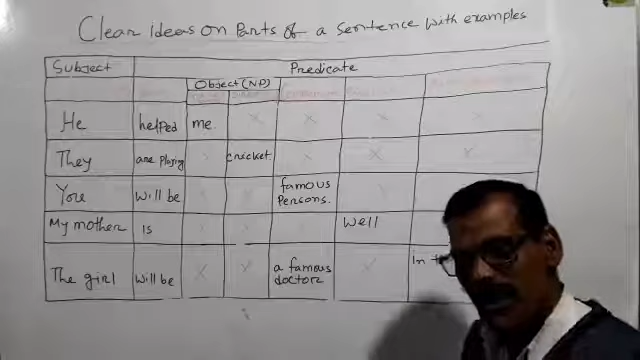 Clear ideas on Parts of a Sentence with examples
Subject Predicate
Object (NP)
He helped me. x x x x
They are playing x cricket. x x x
You will be x x famous Persons. x
My mother is x x x well
The girl will be x x a famous doctor x In t